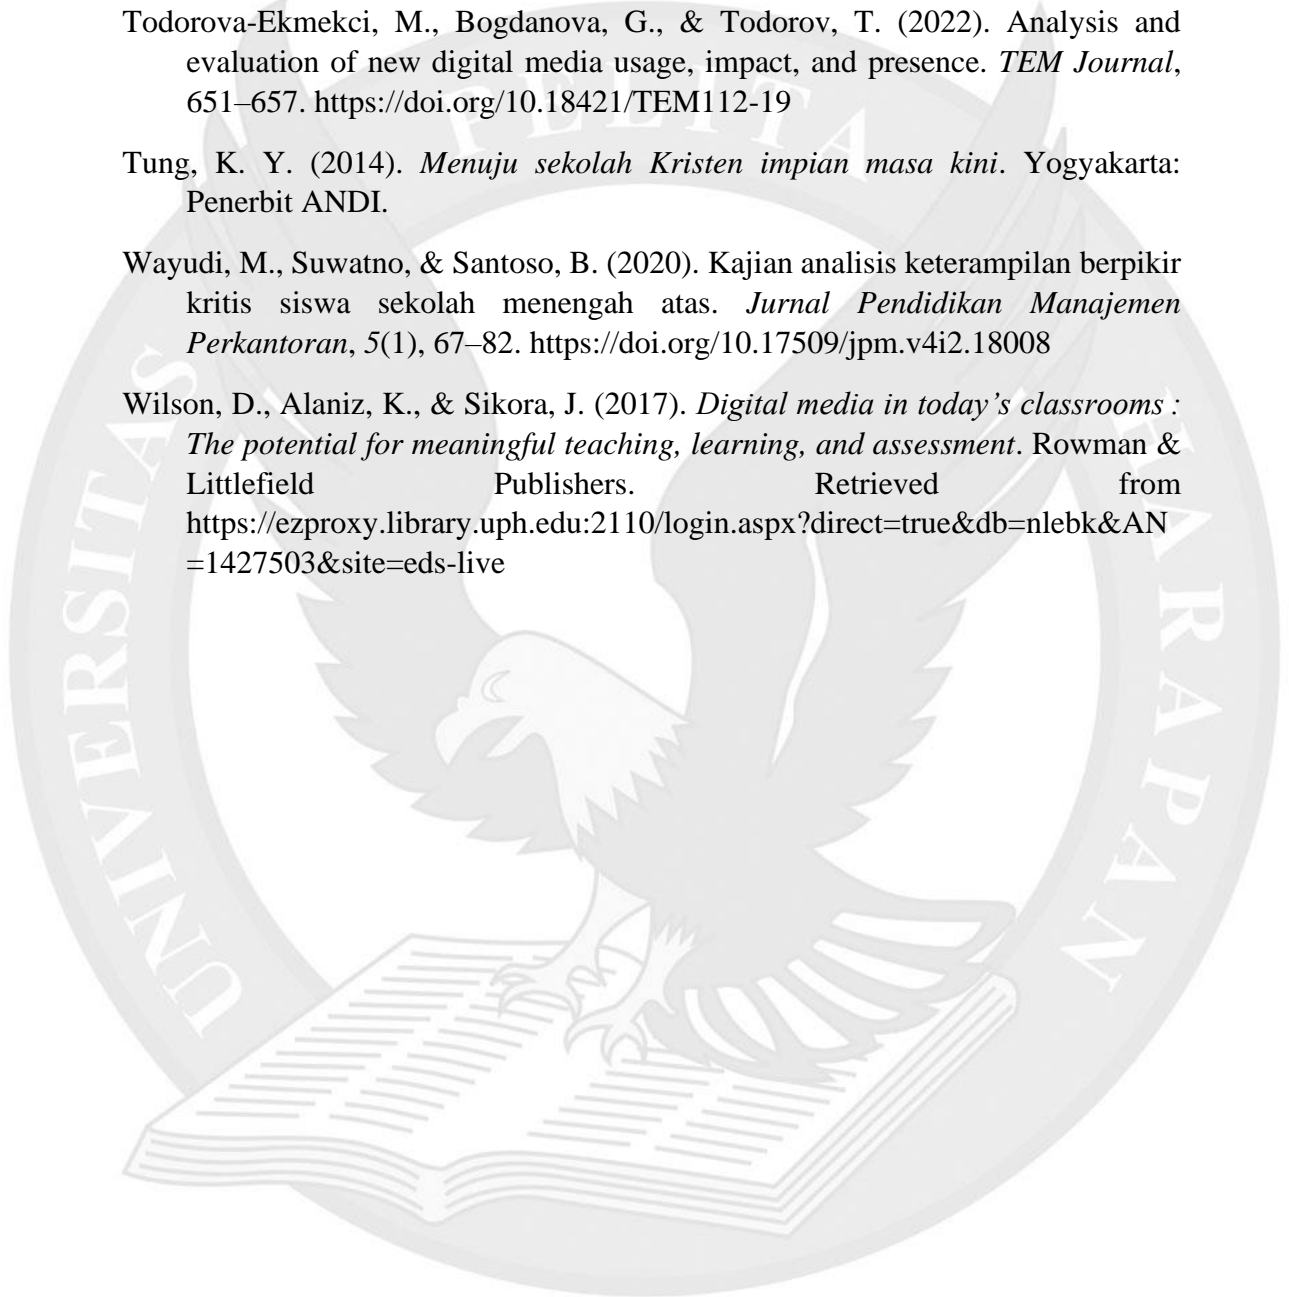 Todorova-Ekmekci, M., Bogdanova, G., & Todorov, T. (2022). Analysis and
evaluation of new digital media usage, impact, and presence. TEM Journal,
651–657. https://doi.org/10.18421/TEM112-19
Tung, K. Y. (2014). Menuju sekolah Kristen impian masa kini. Yogyakarta:
Penerbit ANDI.
Wayudi, M., Suwatno, & Santoso, B. (2020). Kajian analisis keterampilan berpikir
kritis siswa sekolah menengah atas. Jurnal Pendidikan Manajemen
Perkantoran, 5(1), 67–82. https://doi.org/10.17509/jpm.v4i2.18008
Wilson, D., Alaniz, K., & Sikora, J. (2017). Digital media in today’s classrooms :
The potential for meaningful teaching, learning, and assessment. Rowman &
Littlefield Publishers. Retrieved from
https://ezproxy.library.uph.edu:2110/login.aspx?direct=true&db=nlebk&AN
=1427503&site=eds-live
UNIVERSITAS PELITA HARAPAN